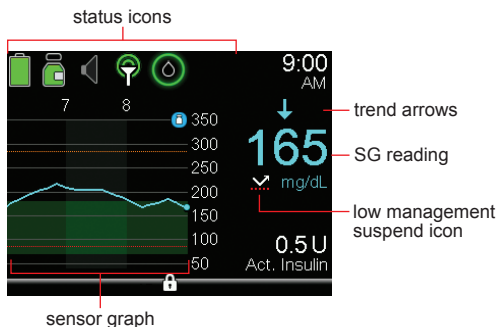 status icons
9:00
AM
7 8
350
300
250
200
150
100
50
165
mg/dL
0.5 U
Act. Insulin
trend arrows
SG reading
low management
suspend icon
sensor graph